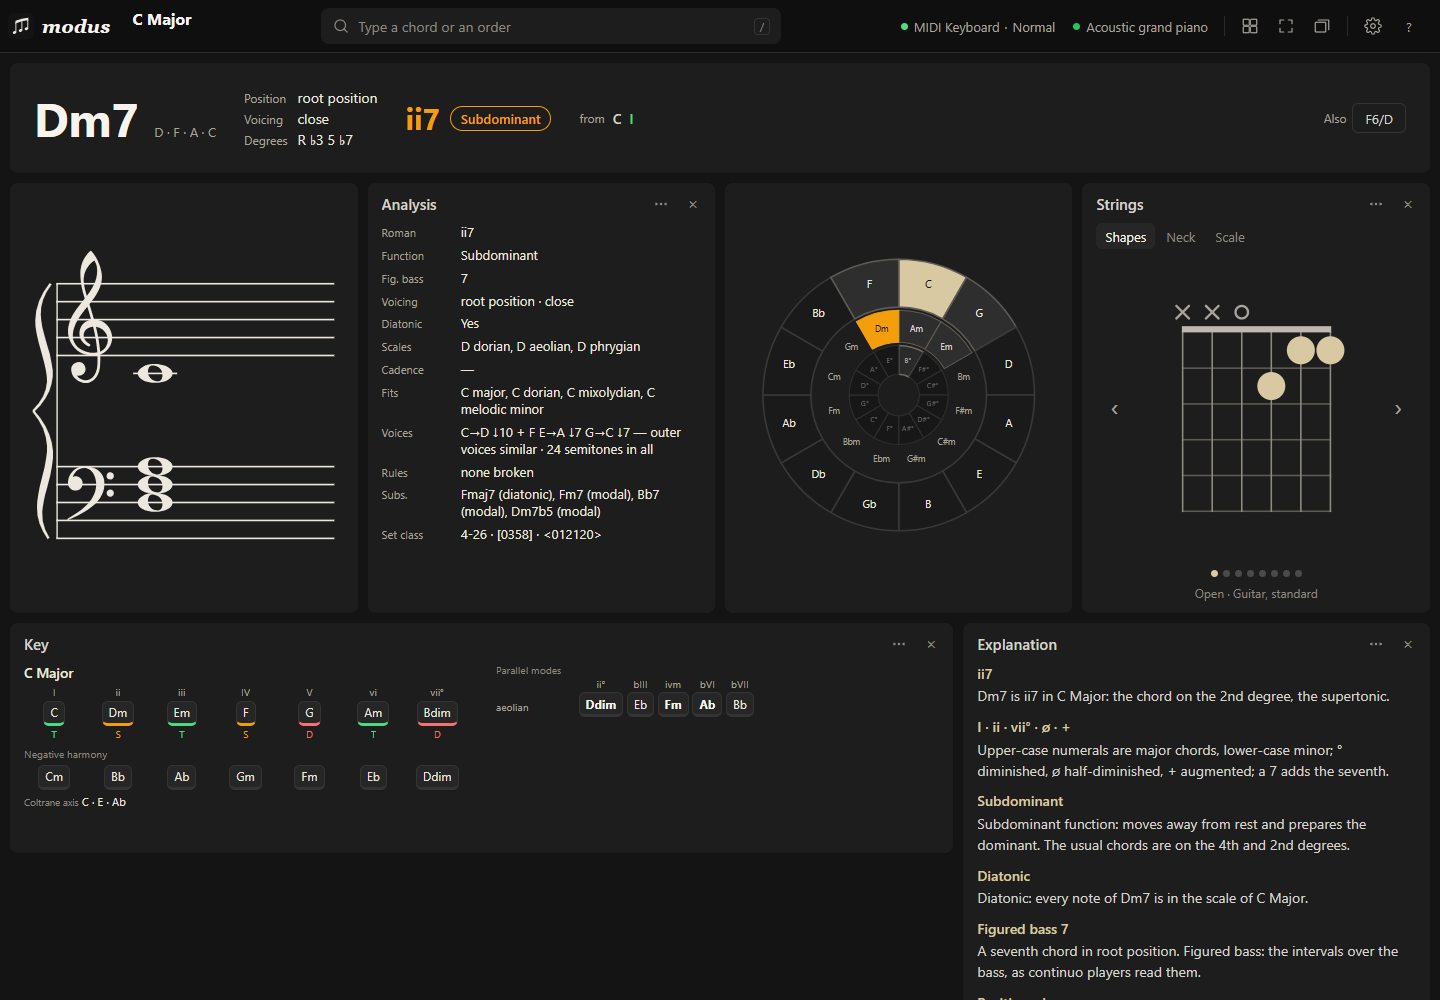 modus
C Major
Type a chord or an order
/
MIDI Keyboard · Normal
Acoustic grand piano
?
Dm7
D · F · A · C
Position root position
Voicing close
Degrees R ♭3 5 ♭7
ii7
Subdominant
from C I
Also
F6/D
Analysis
Roman ii7
Function Subdominant
Fig. bass 7
Voicing root position · close
Diatonic Yes
Scales D dorian, D aeolian, D phrygian
Cadence —
Fits C major, C dorian, C mixolydian, C
melodic minor
Voices C→D ↓10 + F E→A ↓7 G→C ↓7 — outer
voices similar · 24 semitones in all
Rules none broken
Subs. Fmaj7 (diatonic), Fm7 (modal), Bb7
(modal), Dm7b5 (modal)
Set class 4-26 · [0358] · <012120>
C
G
D
A
E
B
Gb
Db
Ab
Eb
Bb
F
Am
Em
Bm
F#m
C#m
G#m
Ebm
Bbm
Fm
Cm
Gm
Dm
B°
F#°
C#°
G#°
D#°
A#°
F°
C°
G°
D°
A°
E°
Strings
Shapes Neck Scale
Open · Guitar, standard
Key
C Major
I ii iii IV V vi vii°
C Dm Em F G Am Bdim
T S T S D T D
Negative harmony
Cm Bb Ab Gm Fm Eb Ddim
Coltrane axis C · E · Ab
Parallel modes
ii° bIII ivm bVI bVII
aeolian Ddim Eb Fm Ab Bb
Explanation
ii7
Dm7 is ii7 in C Major: the chord on the 2nd degree, the supertonic.
I · ii · vii° · ø · +
Upper-case numerals are major chords, lower-case minor; °
diminished, ø half-diminished, + augmented; a 7 adds the seventh.
Subdominant
Subdominant function: moves away from rest and prepares the
dominant. The usual chords are on the 4th and 2nd degrees.
Diatonic
Diatonic: every note of Dm7 is in the scale of C Major.
Figured bass 7
A seventh chord in root position. Figured bass: the intervals over the
bass, as continuo players read them.